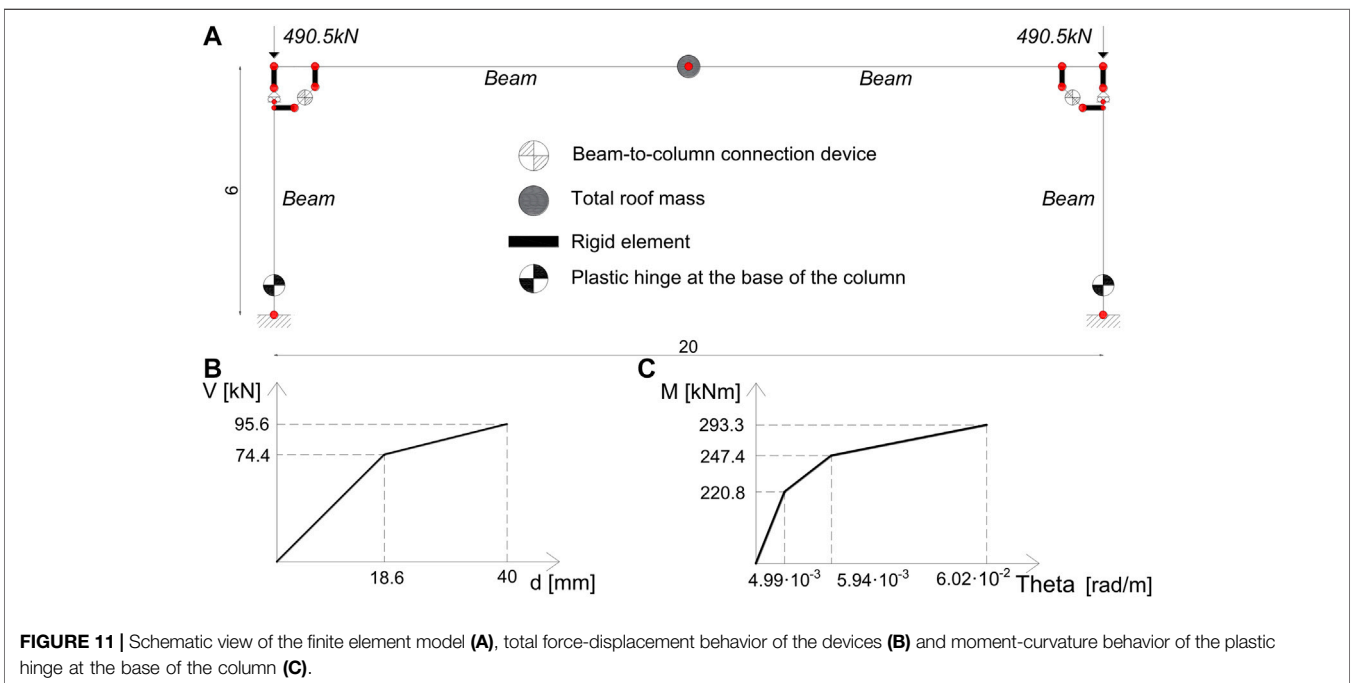 A
490.5kN
490.5kN
Beam
Beam
Beam-to-column connection device
6
Beam
Total roof mass
Beam
Rigid element
Plastic hinge at the base of the column
20
B
C
V [kN]
M [kNm]
95.6
293.3
74.4
247.4
220.8
18.6
40
d [mm]
4.99·10⁻³
5.94·10⁻³
6.02·10⁻²
Theta [rad/m]
FIGURE 11 | Schematic view of the finite element model (A), total force-displacement behavior of the devices (B) and moment-curvature behavior of the plastic
hinge at the base of the column (C).